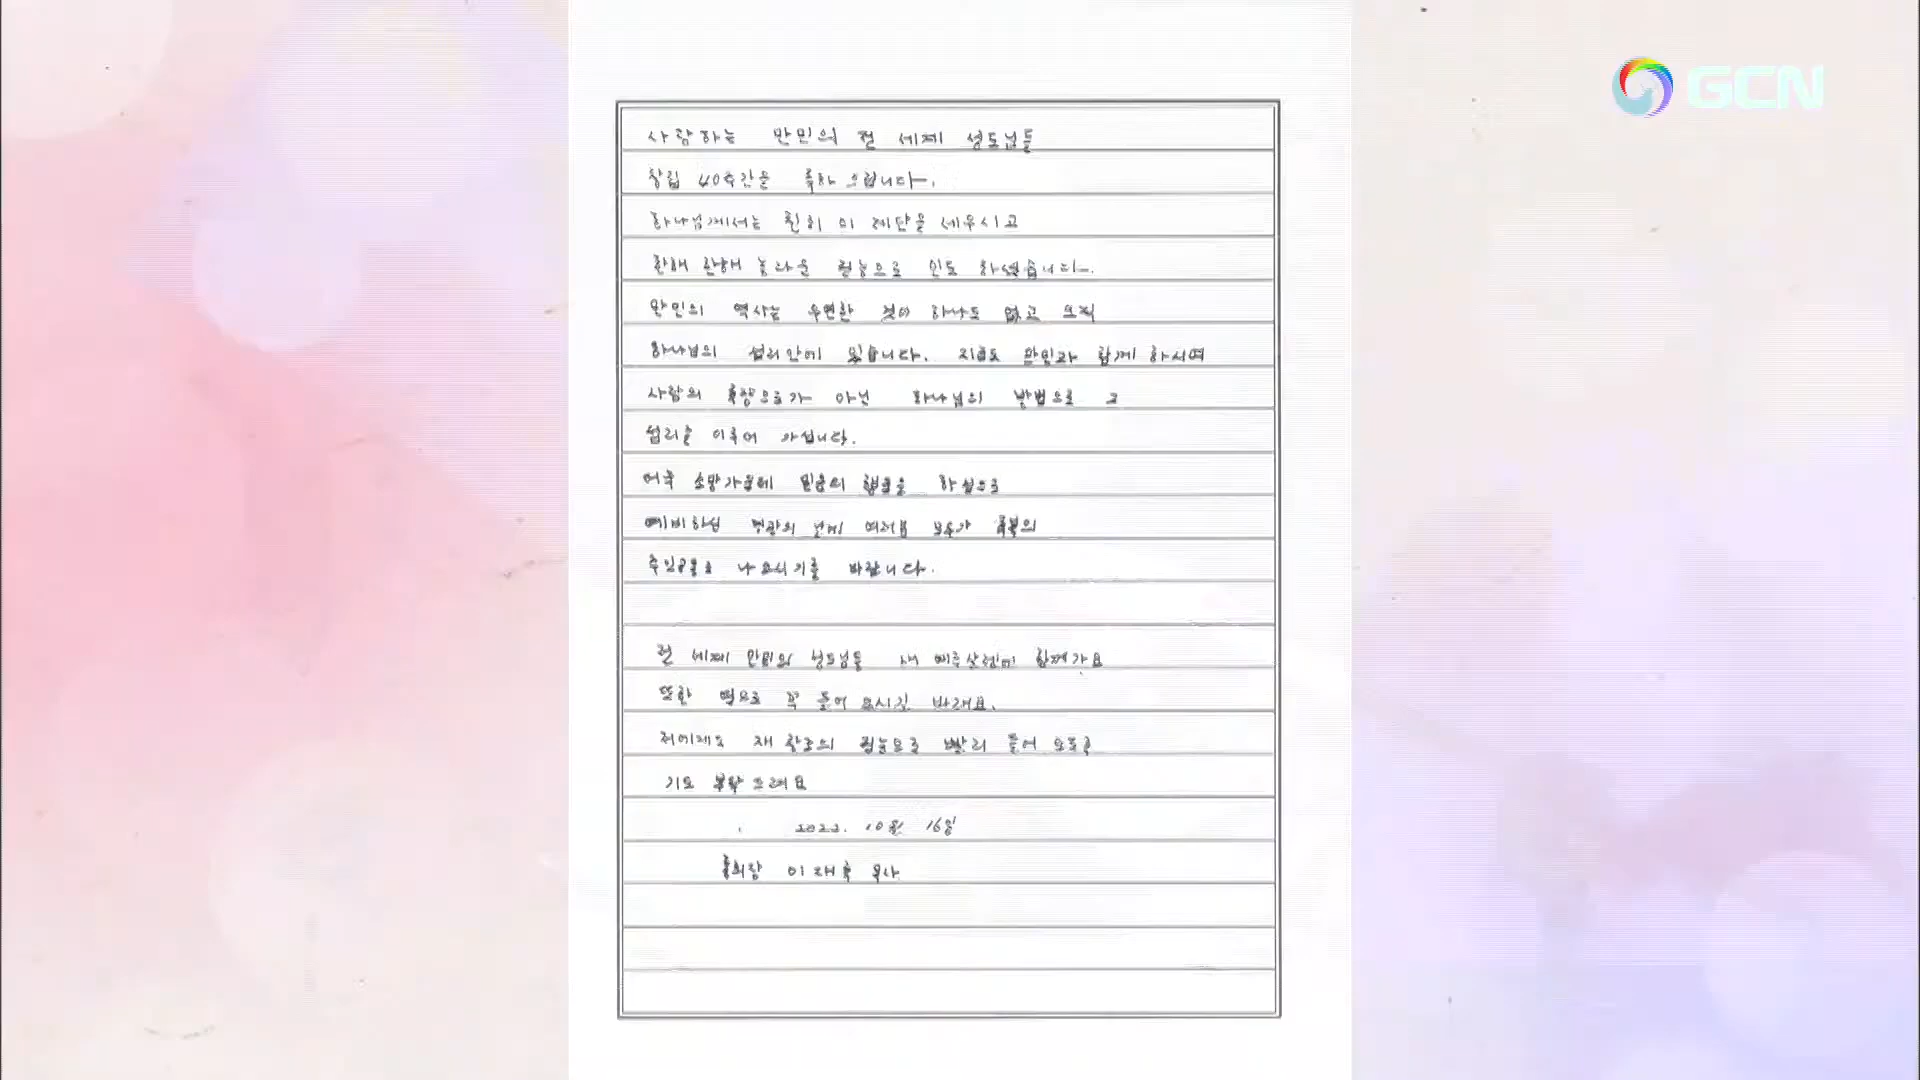 GCN
사랑하는 만민의 전 세계 성도님들
창립 40주간을 축하 드립니다.
하나님께서는 친히 이 제단을 세우시고
한해 한해 놀라운 권능으로 인도 하셨습니다.
만민의 역사는 우연한 것이 하나도 없고 오직
하나님의 섭리안에 있습니다. 지금도 만민과 함께 하시며
사람의 방법으로 그 하나님의 아닌
섭리를 이루어 가십니다.
더욱 소망가운데 믿음의 행군을 하심으로
예비하신 영광의 날에 여러분 모두가 축복의
주인공들로 나오시기를 바랍니다.
전 세계 만민의 성도님들 새 예루살렘에 함께가요
또한 영으로 꼭 들어 오시길 바래요.
저에게도 재 창조의 권능으로 빨리 들어 오도록
기도 부탁 드려요
2022. 10월 16일
총회장 이재록 목사